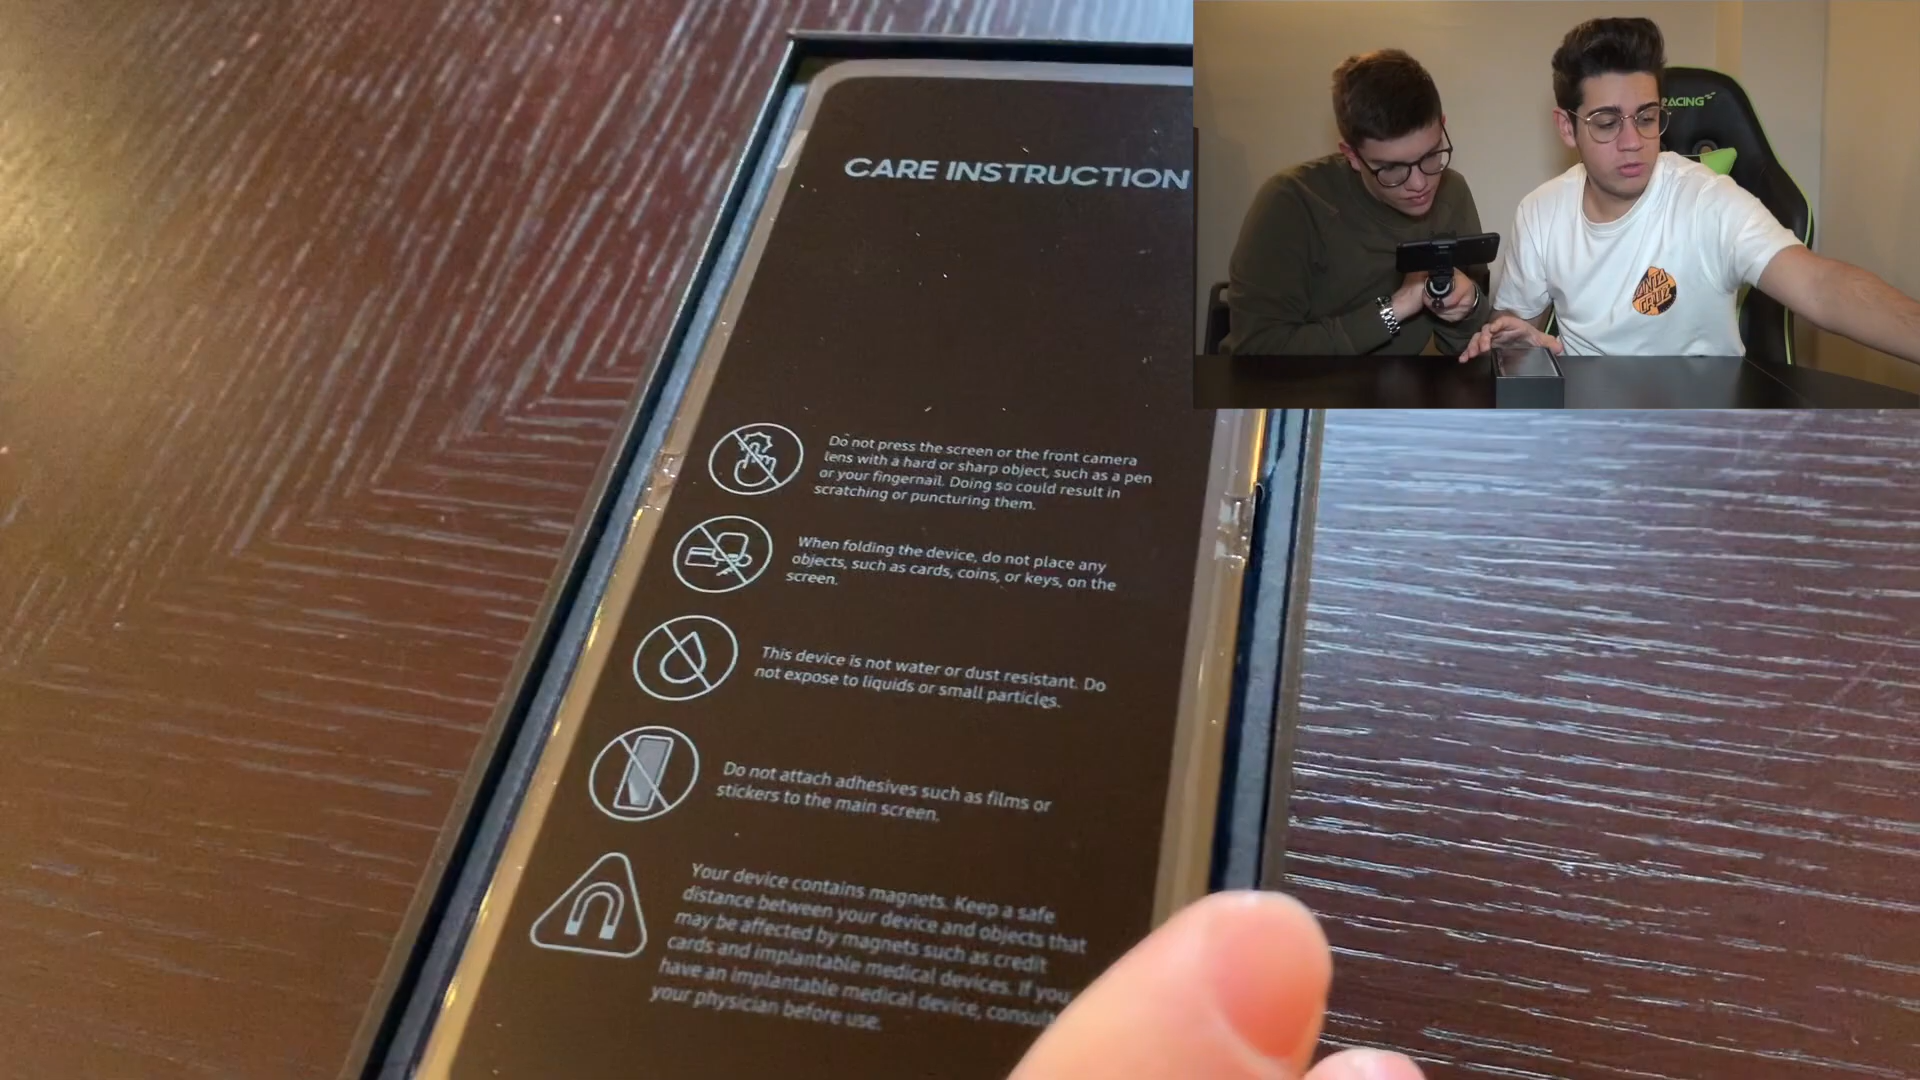 CARE INSTRUCTION
RACING
SANTA
CRUZ
Do not press the screen or the front camera
lens with a hard or sharp object, such as a pen
or your fingernail. Doing so could result in
scratching or puncturing them.
When folding the device, do not place any
objects, such as cards, coins, or keys, on the
screen.
This device is not water or dust resistant. Do
not expose to liquids or small particles.
Do not attach adhesives such as films or
stickers to the main screen.
Your device contains magnets. Keep a safe
distance between your device and objects that
may be affected by magnets such as credit
cards and implantable medical devices. If you
have an implantable medical device, consult
your physician before use.